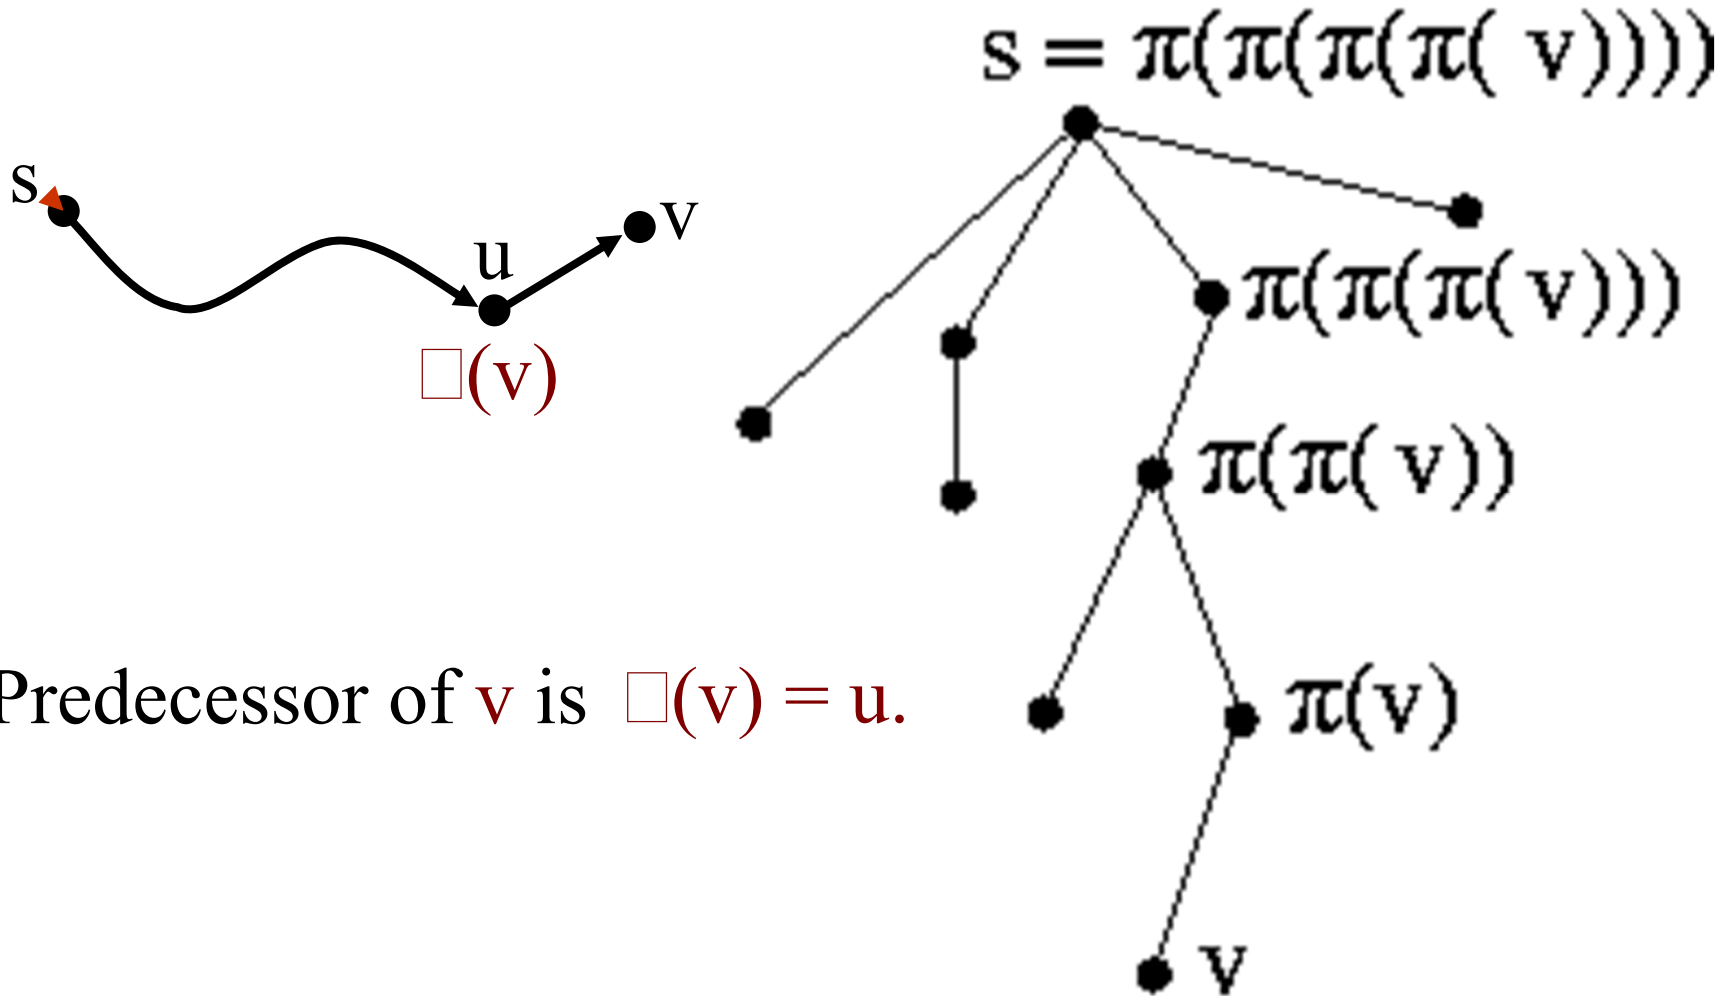 s = π(π(π(π( v))))
s
v
u
□(v)
π(π(π( v)))
π(π( v))
Predecessor of v is □(v) = u.
π(v)
v